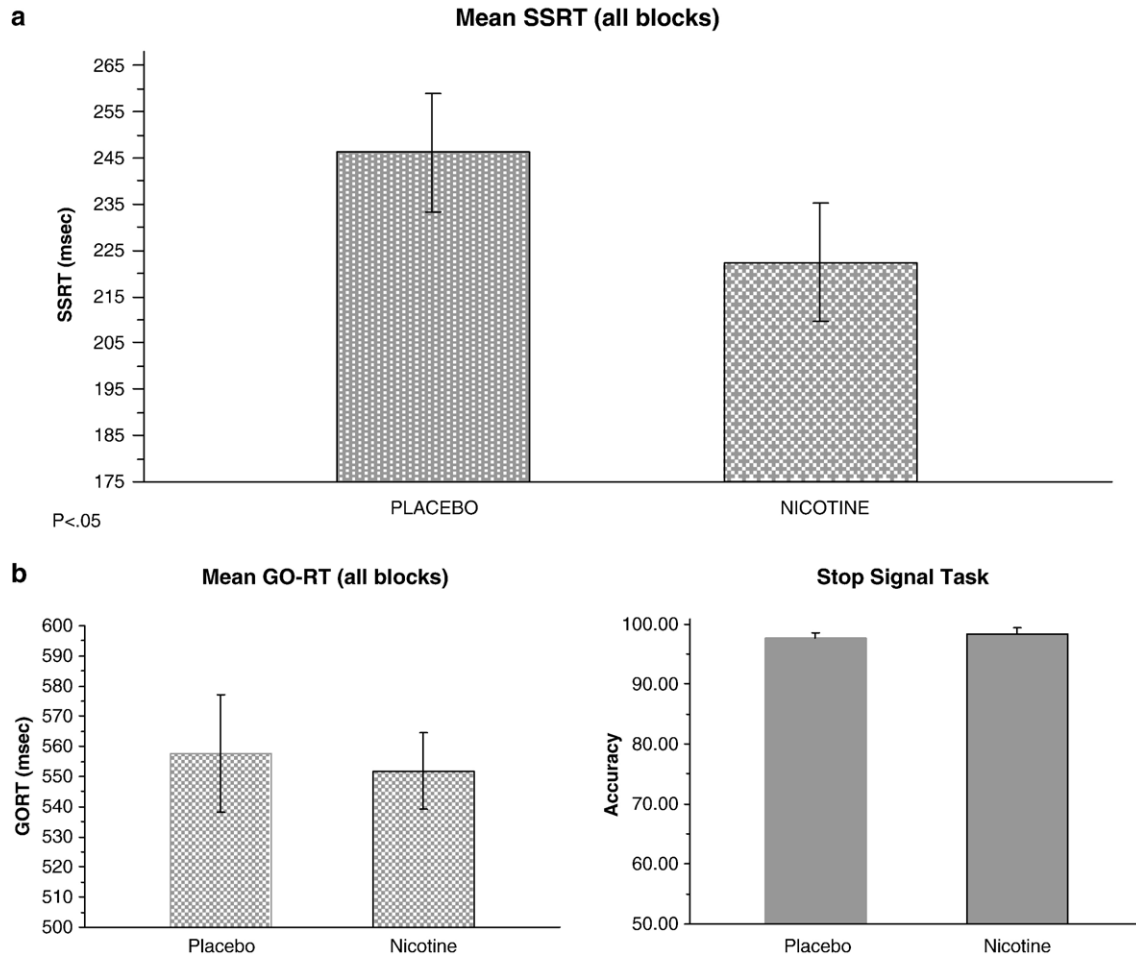 a
Mean SSRT (all blocks)
265
255
245
235
225
215
205
195
185
175
SSRT (msec)
PLACEBO
NICOTINE
P<.05
b
Mean GO-RT (all blocks)
600
590
580
570
560
550
540
530
520
510
500
GORT (msec)
Placebo
Nicotine
Stop Signal Task
100.00
90.00
80.00
70.00
60.00
50.00
Accuracy
Placebo
Nicotine